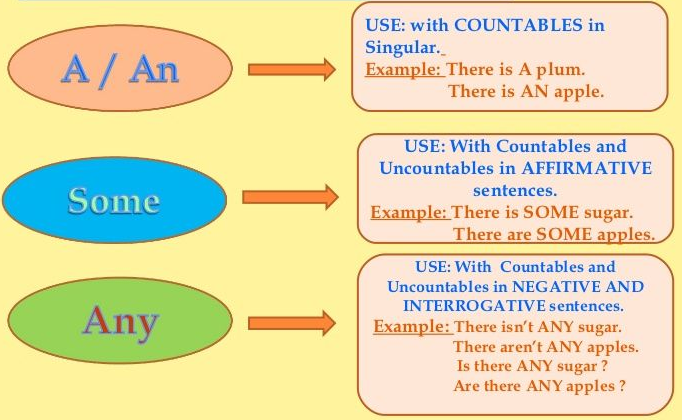 A / An
USE: with COUNTABLES in
Singular.
Example: There is A plum.
There is AN apple.
Some
USE: With Countables and
Uncountables in AFFIRMATIVE
sentences.
Example: There is SOME sugar.
There are SOME apples.
Any
USE: With Countables and
Uncountables in NEGATIVE AND
INTERROGATIVE sentences.
Example: There isn't ANY sugar.
There aren't ANY apples.
Is there ANY sugar ?
Are there ANY apples ?